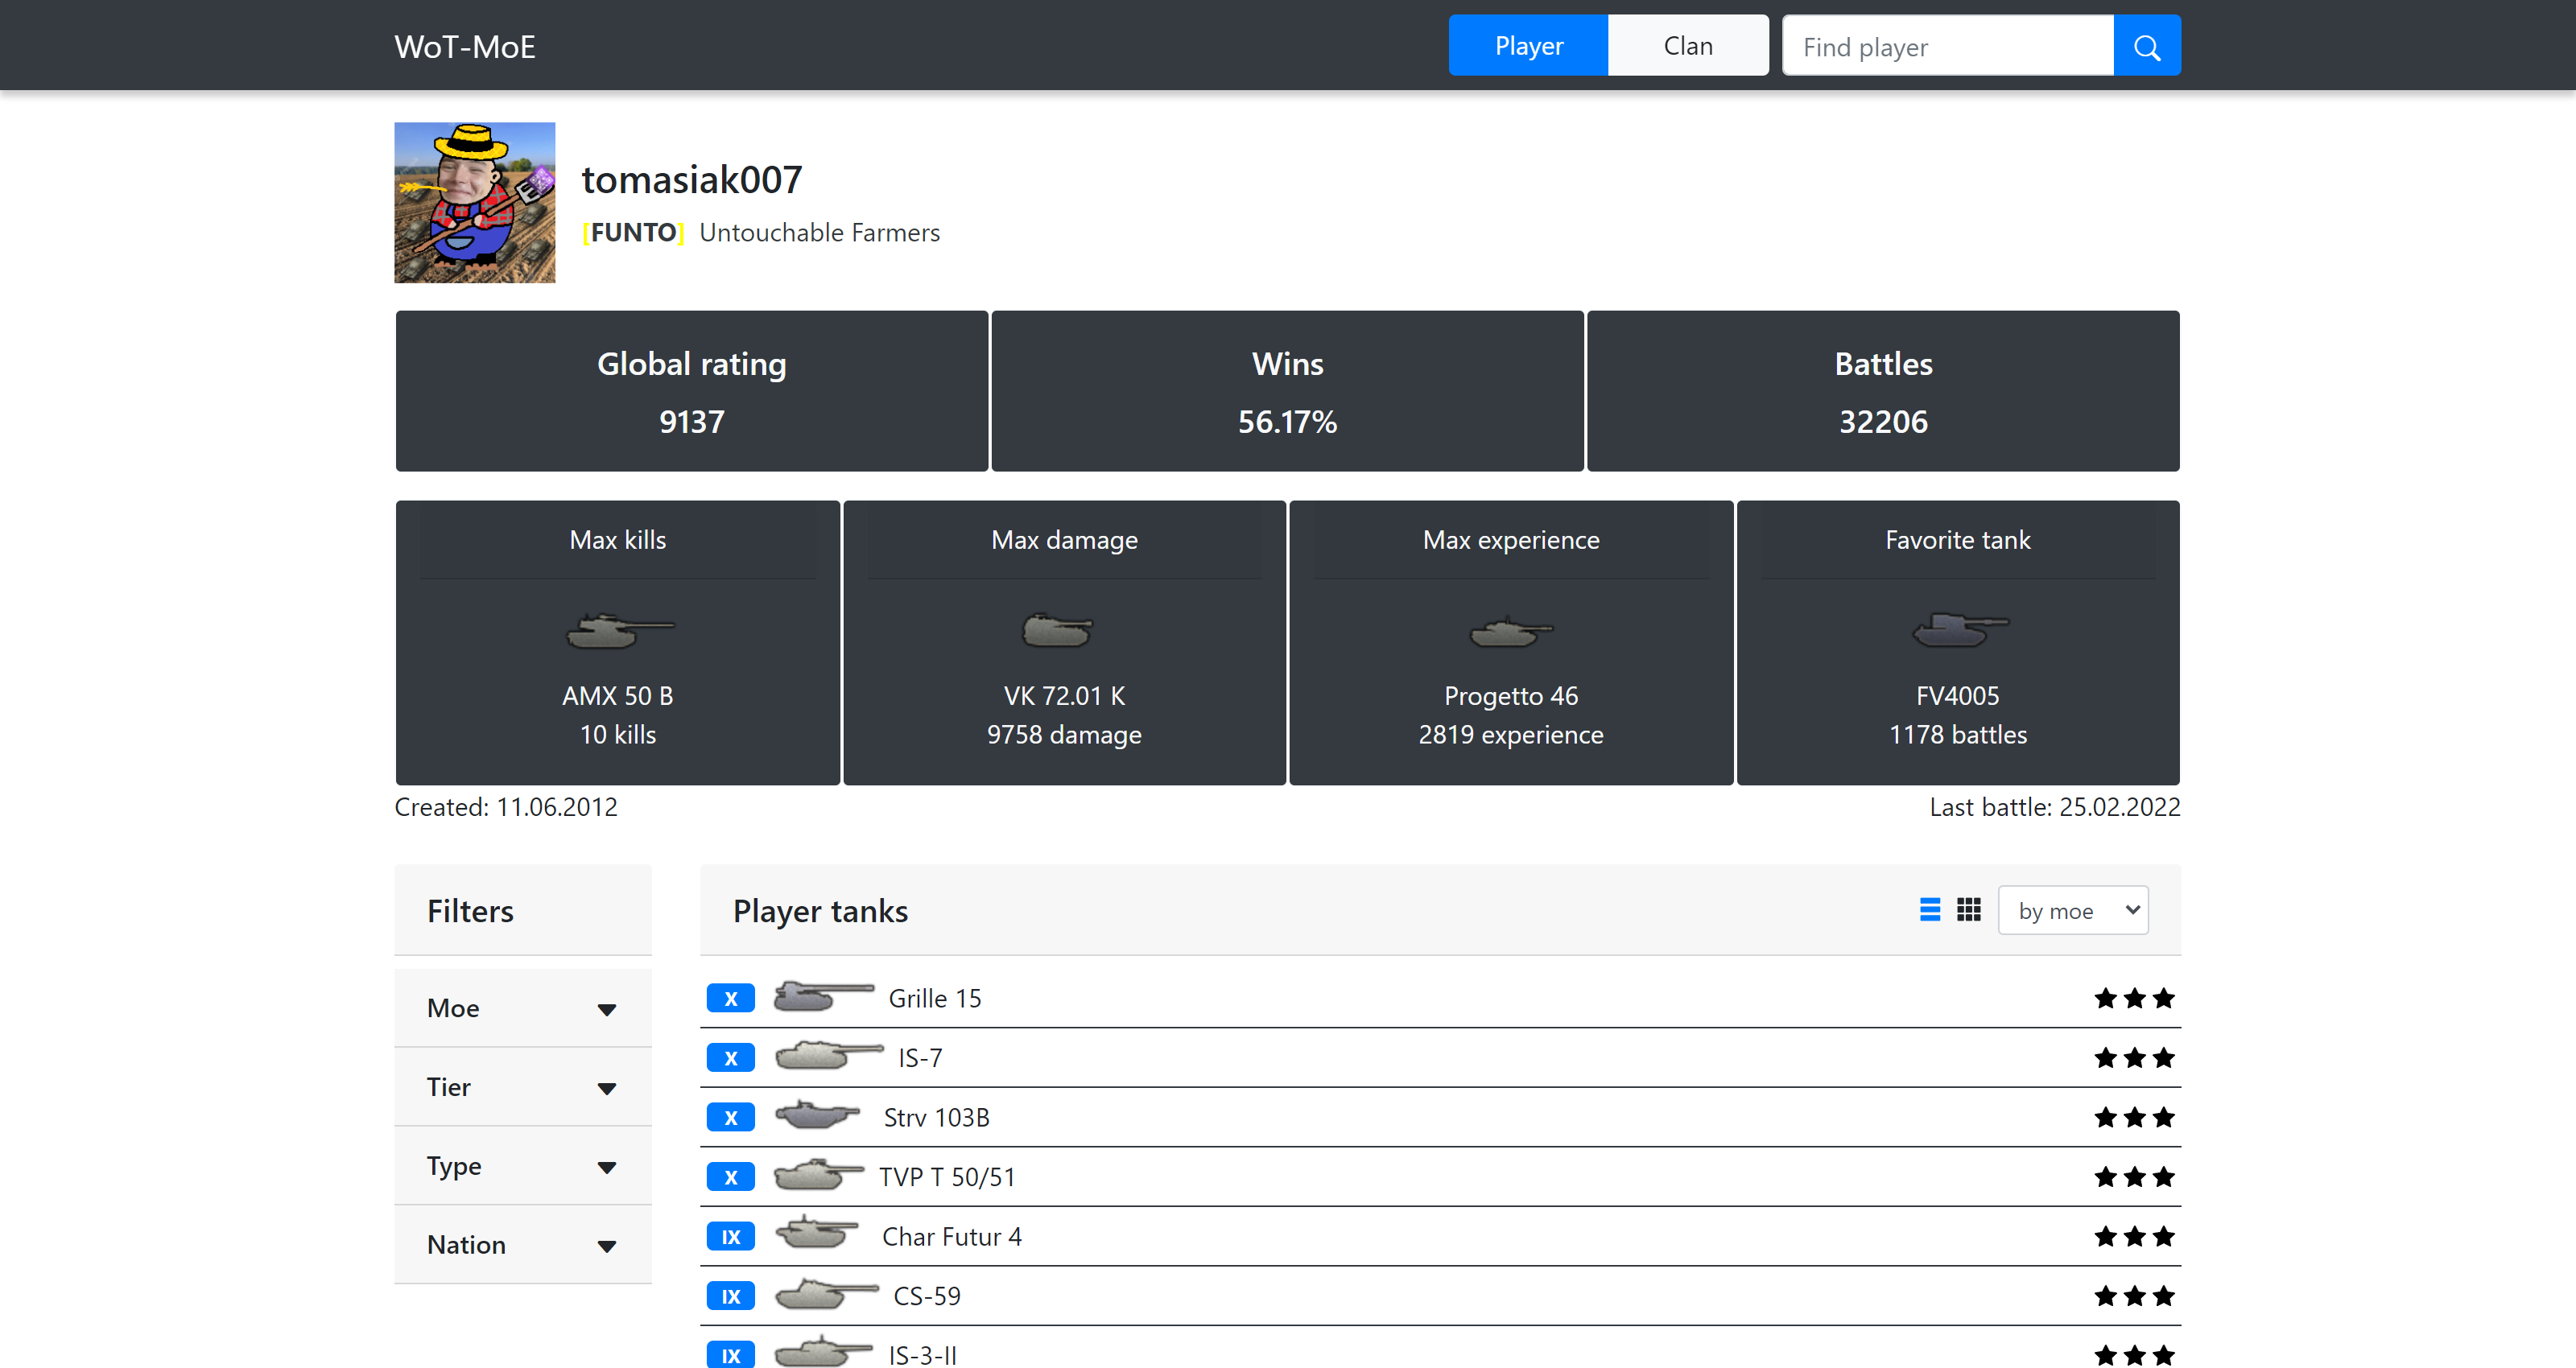 WoT-MoE
Player
Clan
Find player
tomasiak007
[FUNTO] Untouchable Farmers
Global rating
9137
Wins
56.17%
Battles
32206
Max kills
AMX 50 B
10 kills
Max damage
VK 72.01 K
9758 damage
Max experience
Progetto 46
2819 experience
Favorite tank
FV4005
1178 battles
Created: 11.06.2012
Last battle: 25.02.2022
Filters
Moe
Tier
Type
Nation
Player tanks
by moe
X Grille 15
X IS-7
X Strv 103B
X TVP T 50/51
IX Char Futur 4
IX CS-59
IX IS-3-II